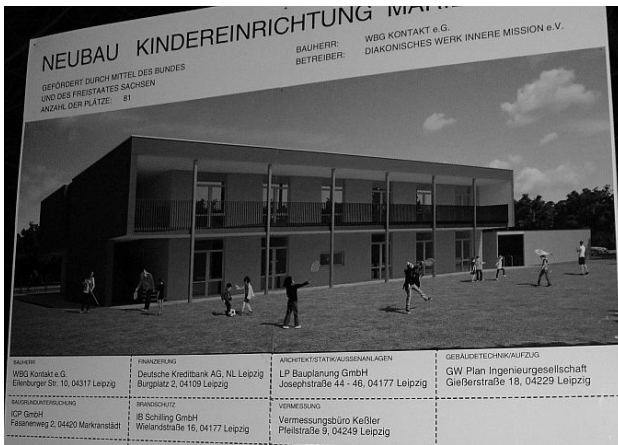 NEUBAU KINDEREINRICHTUNG
GEFÖRDERT DURCH MITTEL DES BUNDES
UND DES FREISTAATES SACHSEN
ANZAHL DER PLÄTZE: 81
BAUHERR: WBG KONTAKT e.G.
BETREIBER: DIAKONISCHES WERK INNERE MISSION e.V.
BAUHERR
WBG Kontakt e.G.
Eilenburger Str. 10, 04317 Leipzig
FINANZIERUNG
Deutsche Kreditbank AG, NL Leipzig
Burgplatz 2, 04109 Leipzig
ARCHITEKT/STATIK/AUSSENANLAGEN
LP Bauplanung GmbH
Josephstraße 44 - 46, 04177 Leipzig
GEBÄUDETECHNIK/AUFZUG
GW Plan Ingenieurgesellschaft
Gießerstraße 18, 04229 Leipzig
BAUGRUNDUNTERSUCHUNG
ICP GmbH
Fasanenweg 2, 04420 Markranstädt
BRANDSCHUTZ
IB Schilling GmbH
Wielandstraße 16, 04177 Leipzig
VERMESSUNG
Vermessungsbüro Keßler
Pleilstraße 9, 04249 Leipzig